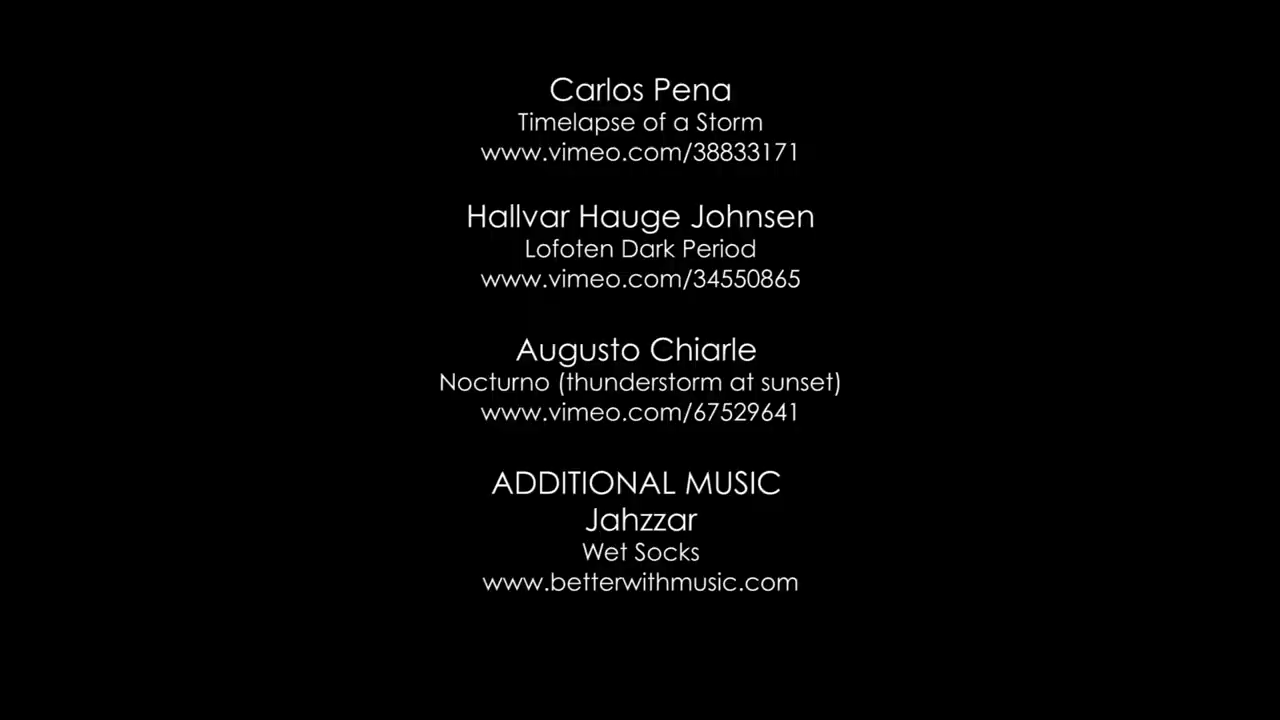 Carlos Pena
Timelapse of a Storm
www.vimeo.com/38833171
Hallvar Hauge Johnsen
Lofoten Dark Period
www.vimeo.com/34550865
Augusto Chiarle
Nocturno (thunderstorm at sunset)
www.vimeo.com/67529641
ADDITIONAL MUSIC
Jahzzar
Wet Socks
www.betterwithmusic.com